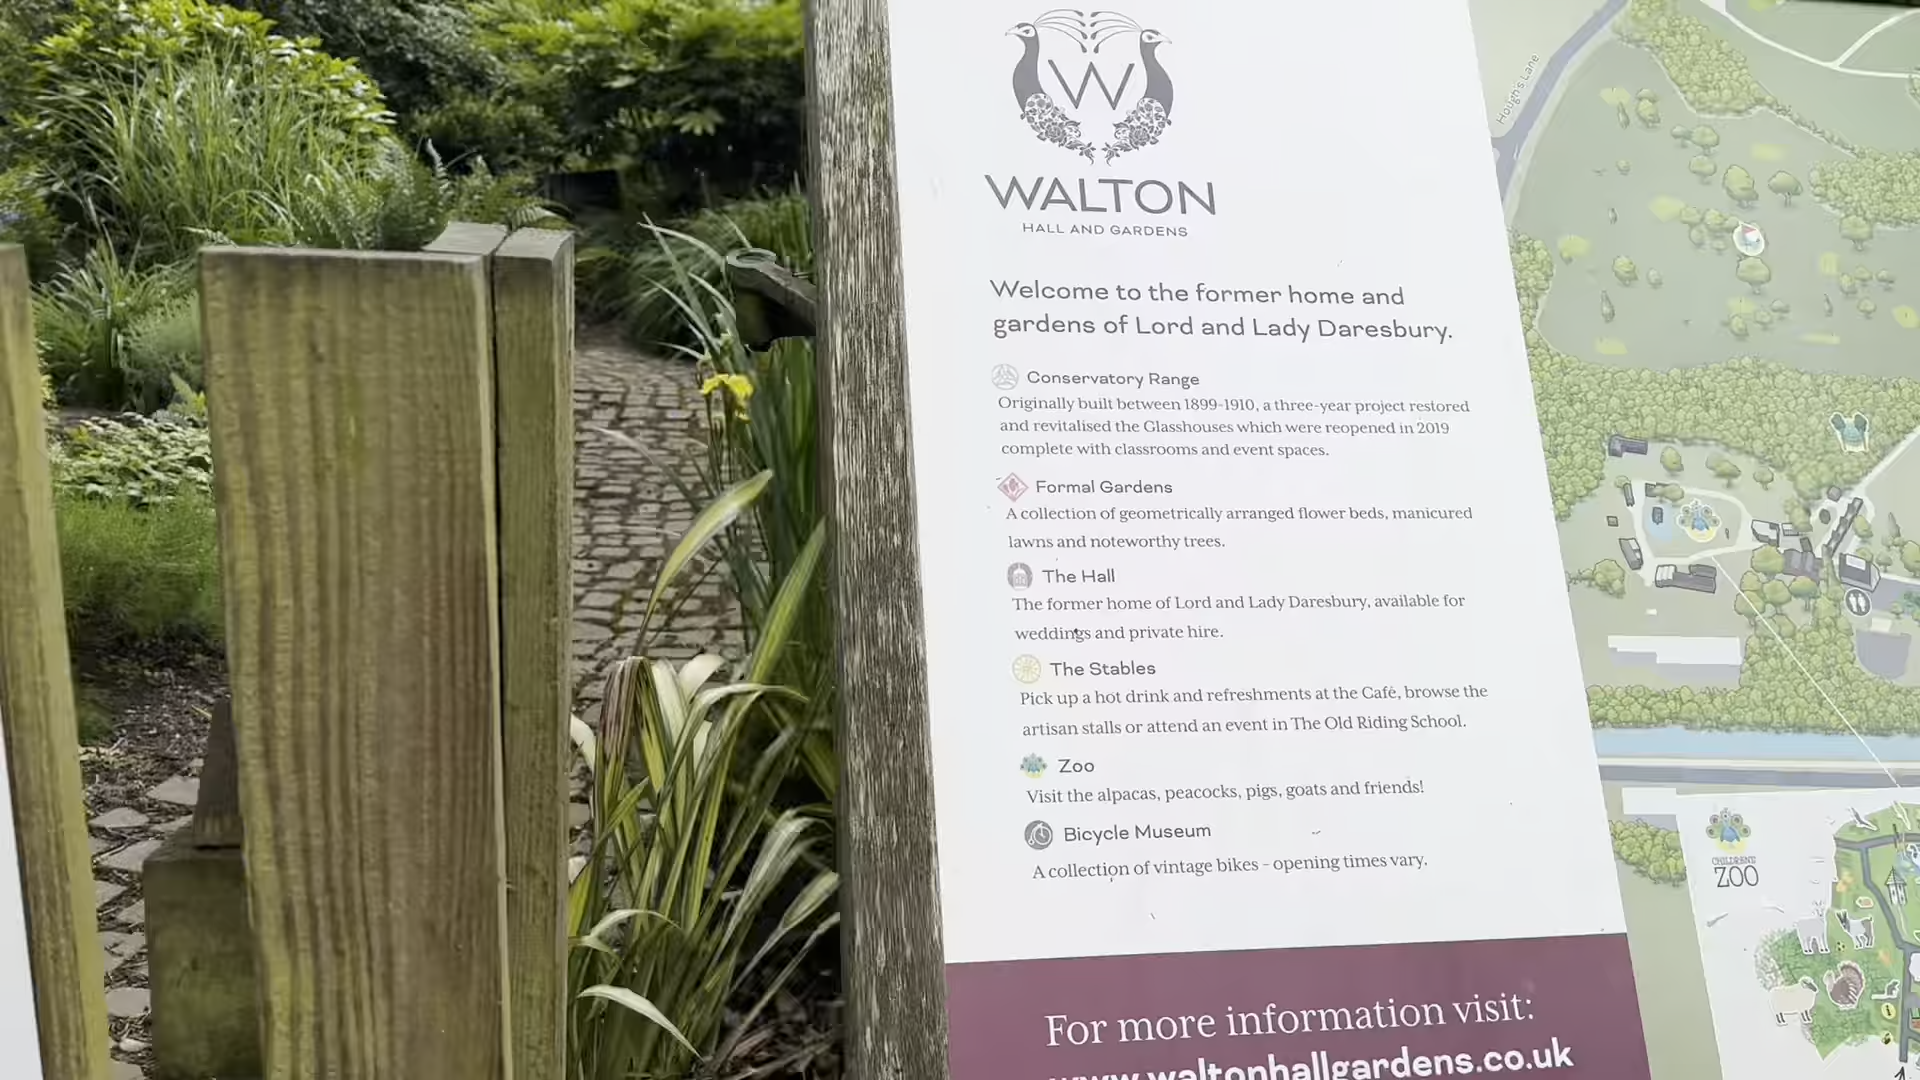 W
WALTON
HALL AND GARDENS
Welcome to the former home and
gardens of Lord and Lady Daresbury.
Conservatory Range
Originally built between 1899-1910, a three-year project restored
and revitalised the Glasshouses which were reopened in 2019
complete with classrooms and event spaces.
Formal Gardens
A collection of geometrically arranged flower beds, manicured
lawns and noteworthy trees.
The Hall
The former home of Lord and Lady Daresbury, available for
weddings and private hire.
The Stables
Pick up a hot drink and refreshments at the Café, browse the
artisan stalls or attend an event in The Old Riding School.
Zoo
Visit the alpacas, peacocks, pigs, goats and friends!
Bicycle Museum
A collection of vintage bikes - opening times vary.
For more information visit:
www.waltonhallgardens.co.uk
Hough's Lane
CHILDREN'S
ZOO